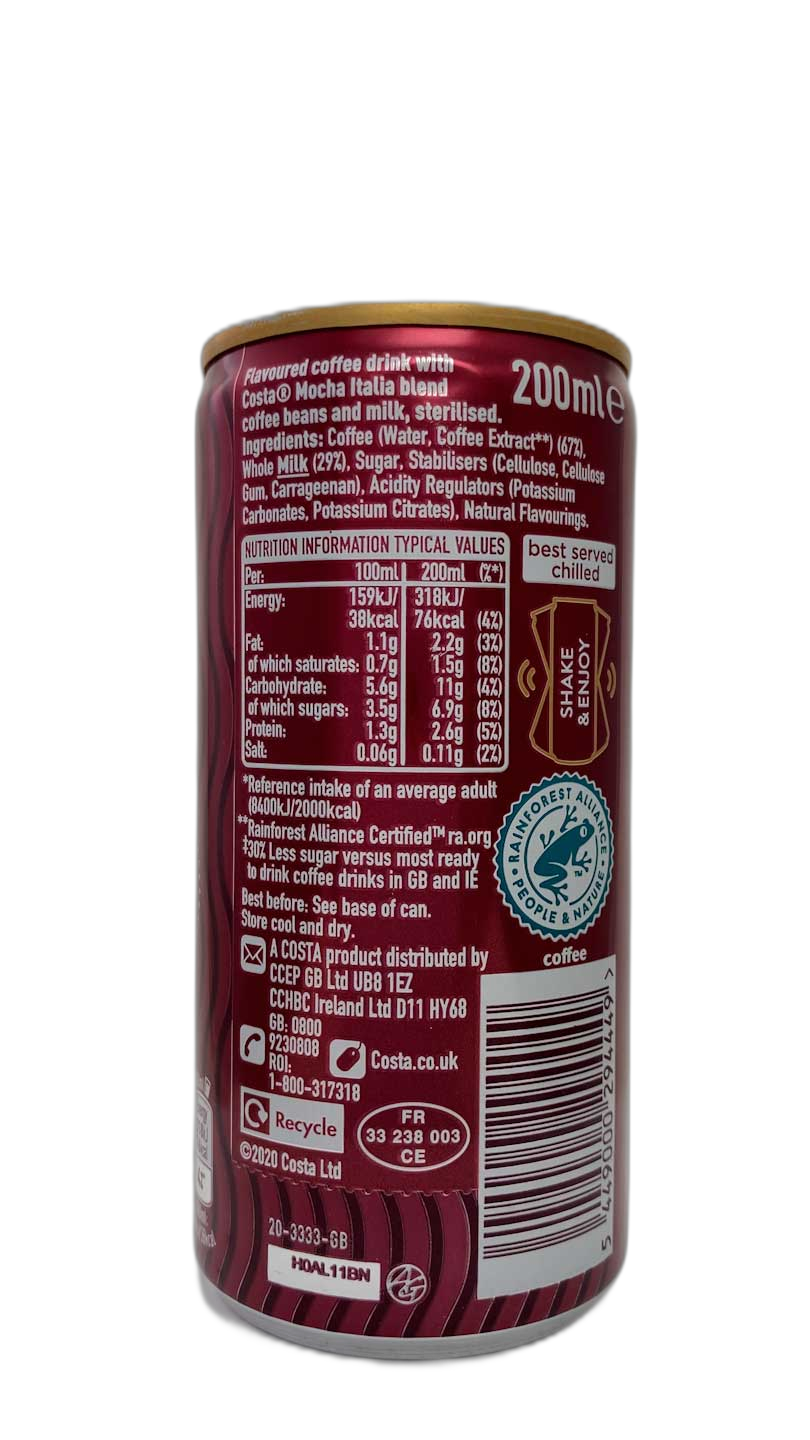 Flavoured coffee drink with
Costa® Mocha Italia blend
coffee beans and milk, sterilised.
200ml℮
Ingredients: Coffee (Water, Coffee Extract**) (67%),
Whole Milk (29%), Sugar, Stabilisers (Cellulose, Cellulose
Gum, Carrageenan), Acidity Regulators (Potassium
Carbonates, Potassium Citrates), Natural Flavourings.
NUTRITION INFORMATION TYPICAL VALUES
Per: 100ml 200ml (%*)
Energy: 159kJ/ 318kJ/
38kcal 76kcal (4%)
Fat: 1.1g 2.2g (3%)
of which saturates: 0.7g 1.5g (8%)
Carbohydrate: 5.6g 11g (4%)
of which sugars: 3.5g 6.9g (8%)
Protein: 1.3g 2.6g (5%)
Salt: 0.06g 0.11g (2%)
best served
chilled
SHAKE
& ENJOY
*Reference intake of an average adult
(8400kJ/2000kcal)
**Rainforest Alliance Certified™ ra.org
‡30% Less sugar versus most ready
to drink coffee drinks in GB and IE
RAINFOREST ALLIANCE
PEOPLE & NATURE
TM
coffee
Best before: See base of can.
Store cool and dry.
A COSTA product distributed by
CCEP GB Ltd UB8 1EZ
CCHBC Ireland Ltd D11 HY68
GB: 0800
9230808
ROI:
1-800-317318
Costa.co.uk
Recycle
FR
33 238 003
CE
©2020 Costa Ltd
5 449000 294449 >
20-3333-GB
H0AL11BN